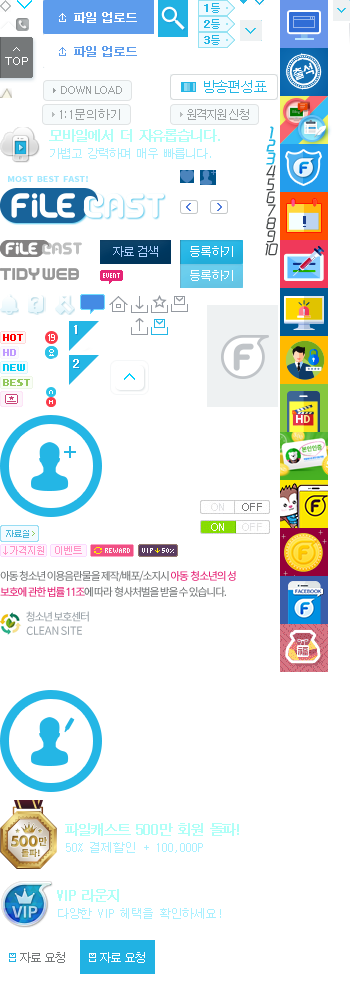 파일 업로드
1등
2등
3등
TOP
파일 업로드
DOWN LOAD
방송편성표
1:1문의하기
원격지원 신청
출석
모바일에서 더 자유롭습니다.
가볍고 강력하며 매우 빠릅니다.
1
2
3
4
5
6
7
8
9
10
MOST BEST FAST!
FiLECAST
FiLECAST
자료 검색
등록하기
TIDYWEB
EVENT
등록하기
HOT
19
1
HD
2
NEW
2
BEST
N
H
HD
본인인증
ON
OFF
ON
OFF
자료실
↓가격지원
이벤트
REWARD
VIP↓50%
아동 청소년 이용음란물을 제작/배포/소지시 아동 청소년의 성
보호에 관한 법률 11조에 따라 형사처벌을 받을 수 있습니다.
FACEBOOK
청소년 보호센터
CLEAN SITE
500만
돌파!
파일캐스트 500만 회원 돌파!
50% 결제할인 + 100,000P
VIP
VIP 라운지
다양한 VIP 혜택을 확인하세요!
자료 요청
자료 요청